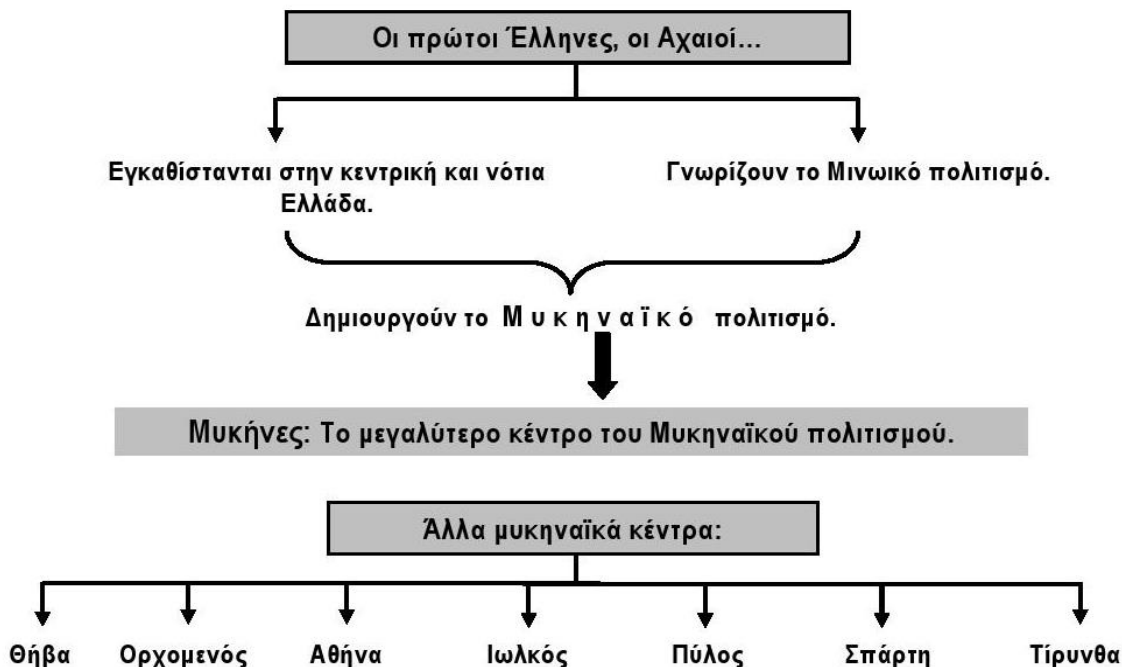 Οι πρώτοι Έλληνες, οι Αχαιοί...
Εγκαθίστανται στην κεντρική και νότια
Ελλάδα.
Γνωρίζουν το Μινωικό πολιτισμό.
Δημιουργούν το Μ υ κ η ν α ϊ κ ό πολιτισμό.
Μυκήνες: Το μεγαλύτερο κέντρο του Μυκηναϊκού πολιτισμού.
Άλλα μυκηναϊκά κέντρα:
Θήβα Ορχομενός Αθήνα Ιωλκός Πύλος Σπάρτη Τίρυνθα